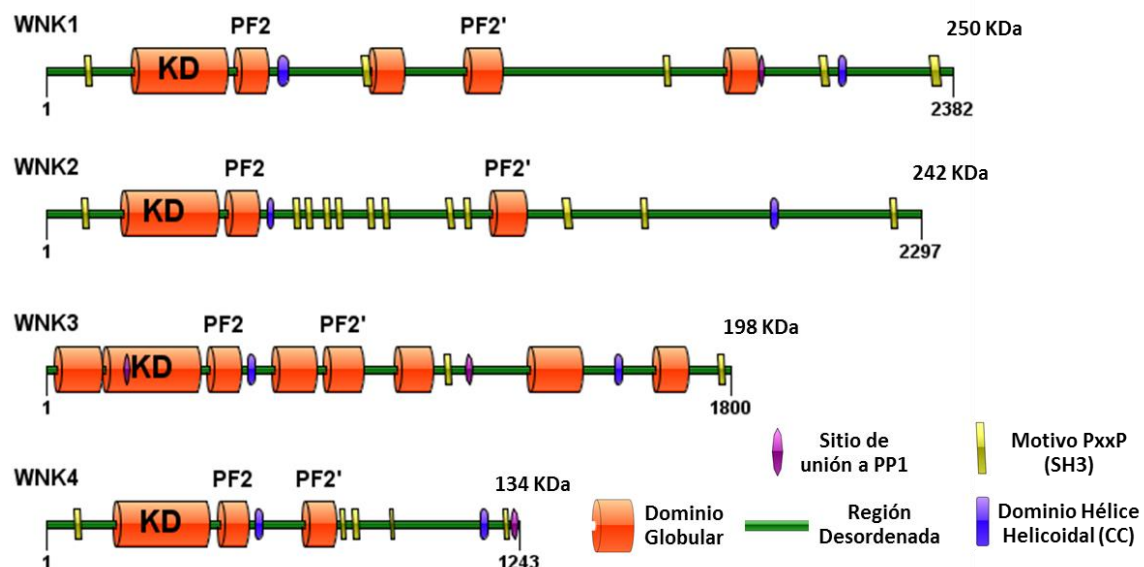 WNK1
PF2
PF2'
250 KDa
KD
1
2382
WNK2
PF2
PF2'
242 KDa
KD
1
2297
WNK3
PF2
PF2'
198 KDa
KD
1
1800
WNK4
PF2
PF2'
134 KDa
KD
1
1243
Sitio de
unión a PP1
Motivo PxxP
(SH3)
Dominio
Globular
Región
Desordenada
Dominio Hélice
Helicoidal (CC)